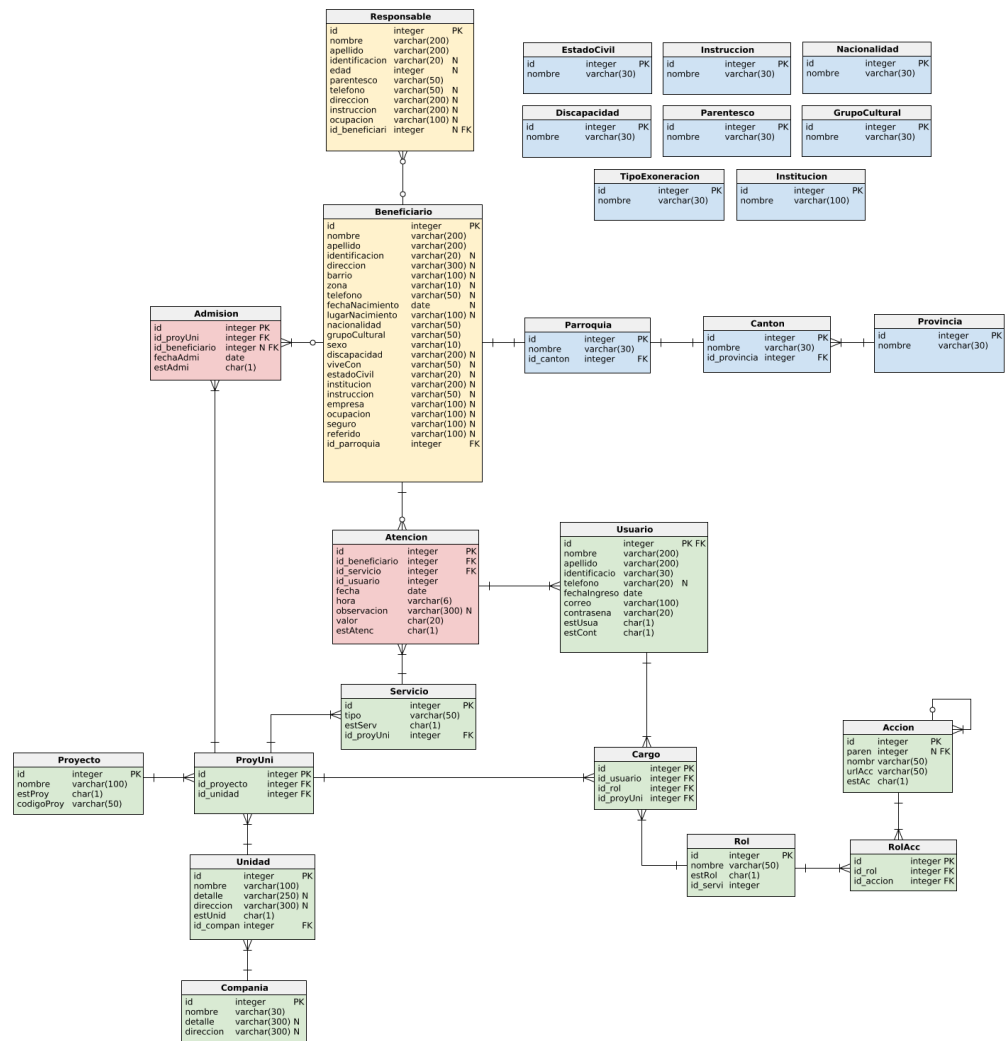 Responsable
id integer PK
nombre varchar(200)
apellido varchar(200)
identificacion varchar(20) N
edad integer N
parentesco varchar(50)
telefono varchar(50) N
direccion varchar(200) N
instruccion varchar(200) N
ocupacion varchar(100) N
id_beneficiari integer N FK
EstadoCivil
id integer PK
nombre varchar(30)
Instruccion
id integer PK
nombre varchar(30)
Nacionalidad
id integer PK
nombre varchar(30)
Discapacidad
id integer PK
nombre varchar(30)
Parentesco
id integer PK
nombre varchar(30)
GrupoCultural
id integer PK
nombre varchar(30)
TipoExoneracion
id integer PK
nombre varchar(30)
Institucion
id integer PK
nombre varchar(100)
Beneficiario
id integer PK
nombre varchar(200)
apellido varchar(200)
identificacion varchar(20) N
direccion varchar(300) N
barrio varchar(100) N
zona varchar(10) N
telefono varchar(50) N
fechaNacimiento date N
lugarNacimiento varchar(100) N
nacionalidad varchar(50)
grupoCultural varchar(50)
sexo varchar(10)
discapacidad varchar(200) N
viveCon varchar(50) N
estadoCivil varchar(20) N
institucion varchar(200) N
instruccion varchar(50) N
empresa varchar(100) N
ocupacion varchar(100) N
seguro varchar(100) N
referido varchar(100) N
id_parroquia integer FK
Admision
id integer PK
id_proyUni integer FK
id_beneficiario integer N FK
fechaAdmi date
estAdmi char(1)
Parroquia
id integer PK
nombre varchar(30)
id_canton integer FK
Canton
id integer PK
nombre varchar(30)
id_provincia integer FK
Provincia
id integer PK
nombre varchar(30)
Atencion
id integer PK
id_beneficiario integer FK
id_servicio integer FK
id_usuario integer
fecha date
hora varchar(6)
observacion varchar(300) N
valor char(20)
estAtenc char(1)
Usuario
id integer PK FK
nombre varchar(200)
apellido varchar(200)
identificacio varchar(30)
telefono varchar(20) N
fechaIngreso date
correo varchar(100)
contrasena varchar(20)
estUsua char(1)
estCont char(1)
Servicio
id integer PK
tipo varchar(50)
estServ char(1)
id_proyUni integer FK
Proyecto
id integer PK
nombre varchar(100)
estProy char(1)
codigoProy varchar(50)
ProyUni
id integer PK
id_proyecto integer FK
id_unidad integer FK
Cargo
id integer PK
id_usuario integer FK
id_rol integer FK
id_proyUni integer FK
Accion
id integer PK
paren integer N FK
nombr varchar(50)
urlAcc varchar(50)
estAc char(1)
Rol
id integer PK
nombre varchar(50)
estRol char(1)
id_servi integer
RolAcc
id integer PK
id_rol integer FK
id_accion integer FK
Unidad
id integer PK
nombre varchar(100)
detalle varchar(250) N
direccion varchar(300) N
estUnid char(1)
id_compan integer FK
Compania
id integer PK
nombre varchar(30)
detalle varchar(300) N
direccion varchar(300) N